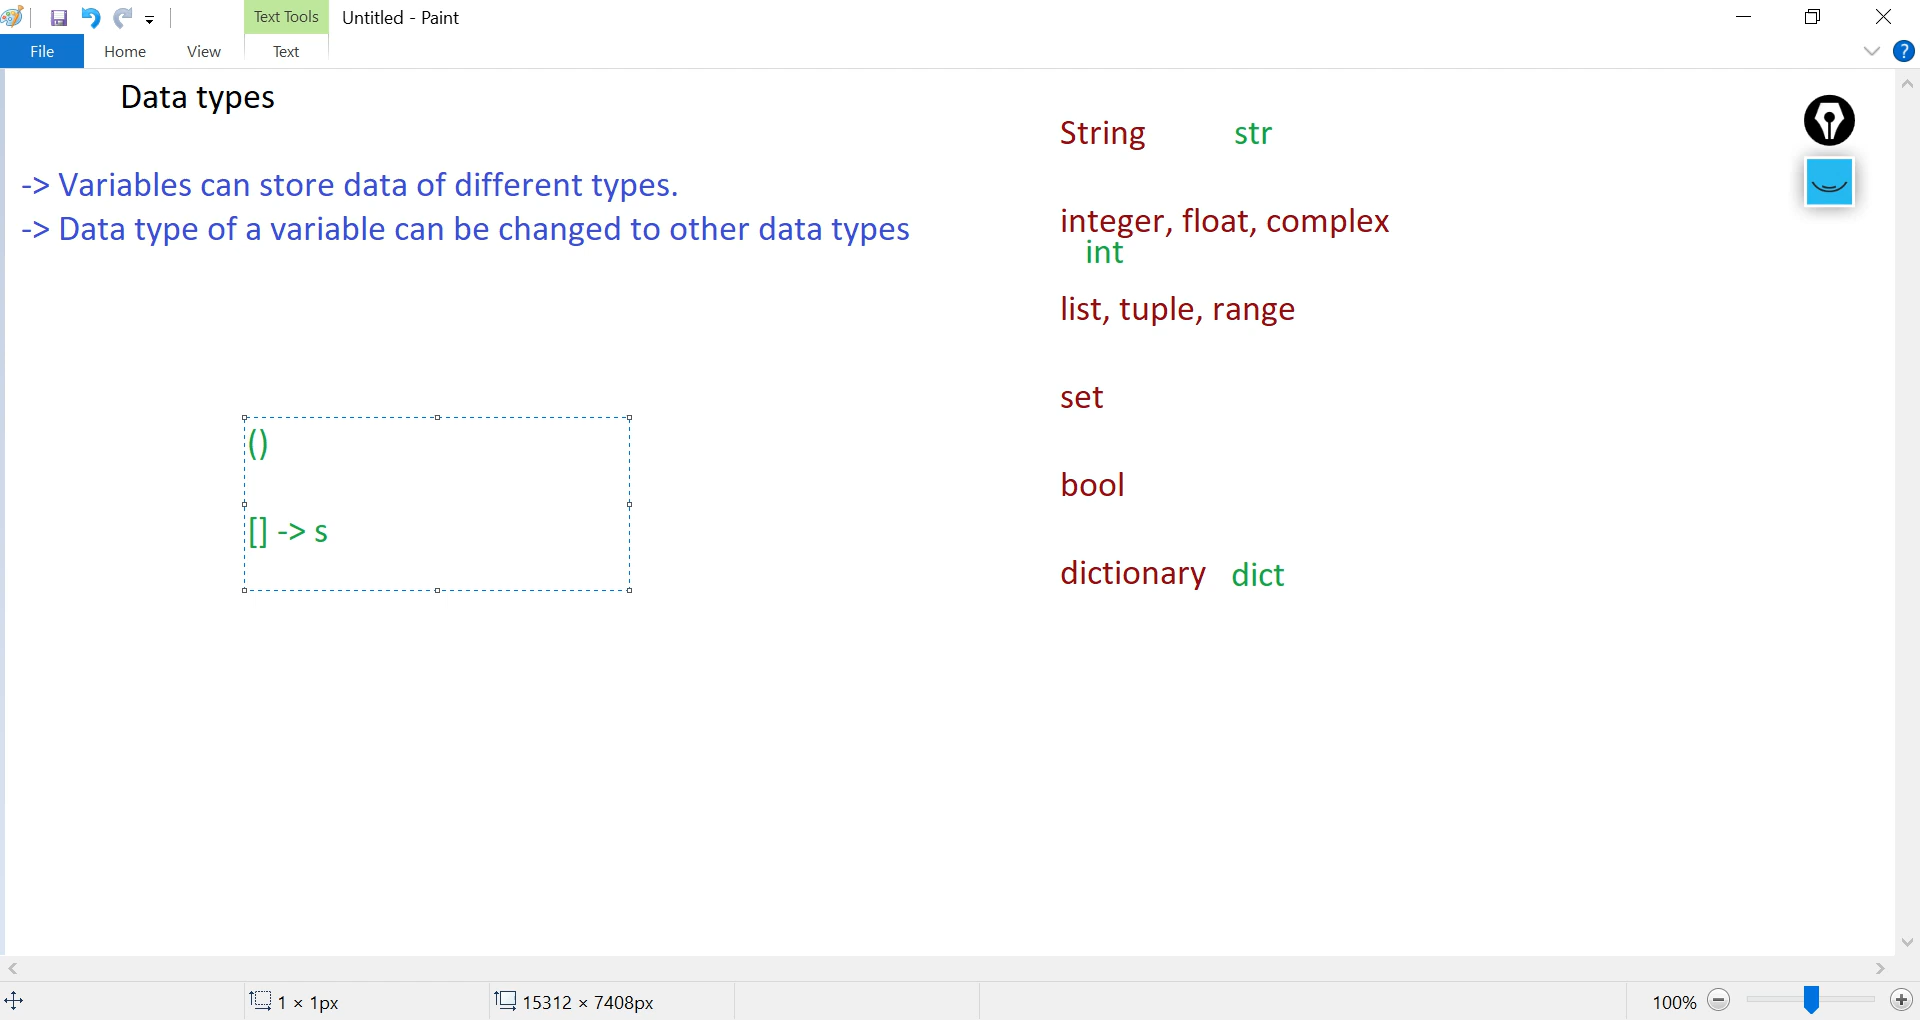 Text Tools
Untitled - Paint
File
Home
View
Text
?
Data types
-> Variables can store data of different types.
-> Data type of a variable can be changed to other data types
()
[] -> s
String str
integer, float, complex
int
list, tuple, range
set
bool
dictionary dict
1 × 1px
15312 × 7408px
100%